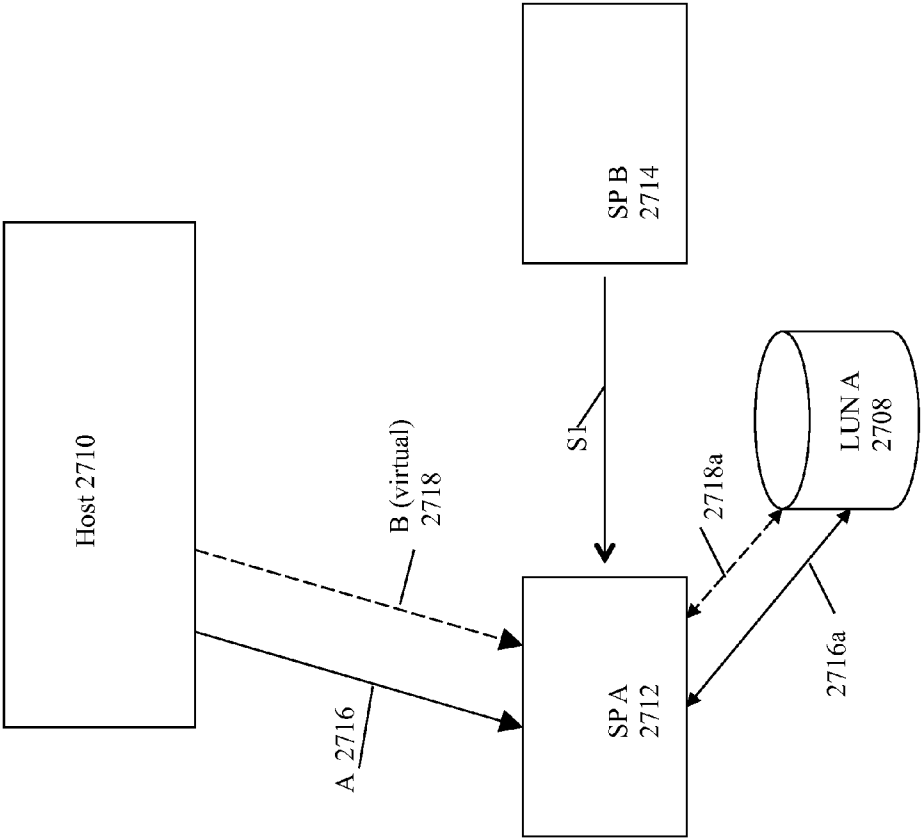 Host 2710
A 2716
B (virtual)
2718
SP A
2712
S1
SP B
2714
2716a
2718a
LUN A
2708